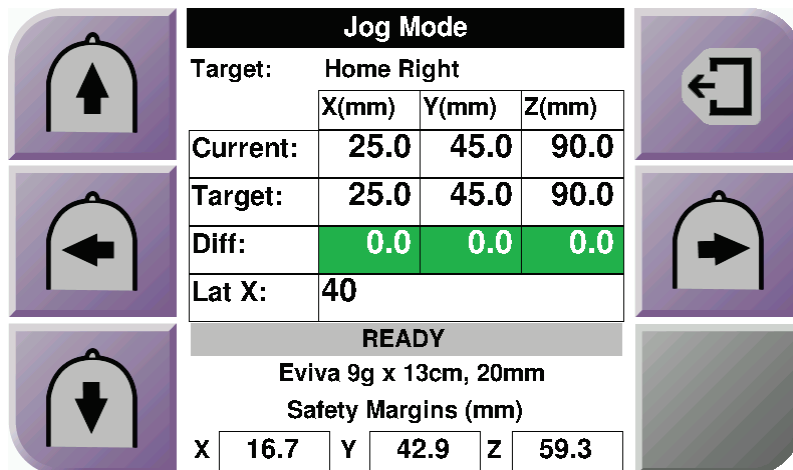 Jog Mode
Target: Home Right
X(mm) Y(mm) Z(mm)
Current: 25.0 45.0 90.0
Target: 25.0 45.0 90.0
Diff: 0.0 0.0 0.0
Lat X: 40
READY
Eviva 9g x 13cm, 20mm
Safety Margins (mm)
X 16.7 Y 42.9 Z 59.3